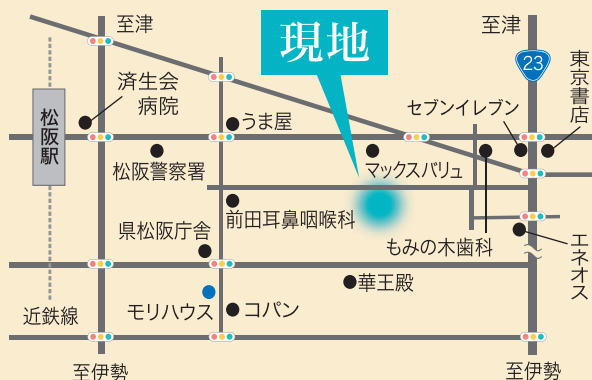 至津
現地
至津
23
東京書店
済生会
病院
セブンイレブン
うま屋
松阪駅
松阪警察署
マックスバリュ
前田耳鼻咽喉科
県松阪庁舎
もみの木歯科
エネオス
華王殿
モリハウス
コパン
近鉄線
至伊勢
至伊勢